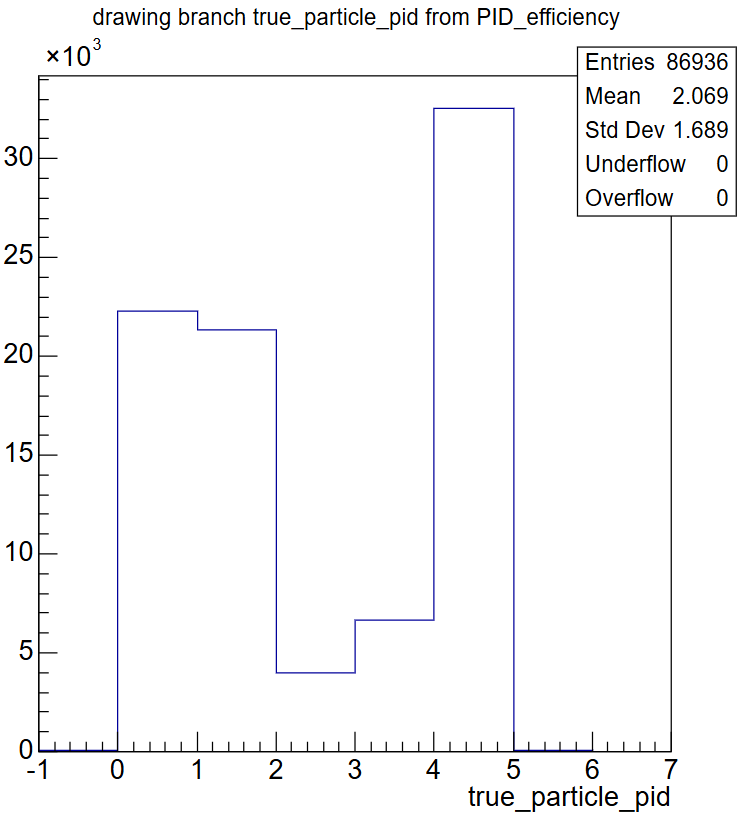 drawing branch true_particle_pid from PID_efficiency
×10³
Entries 86936
Mean 2.069
Std Dev 1.689
Underflow 0
Overflow 0
30
25
20
15
10
5
0
-1 0 1 2 3 4 5 6 7
true_particle_pid